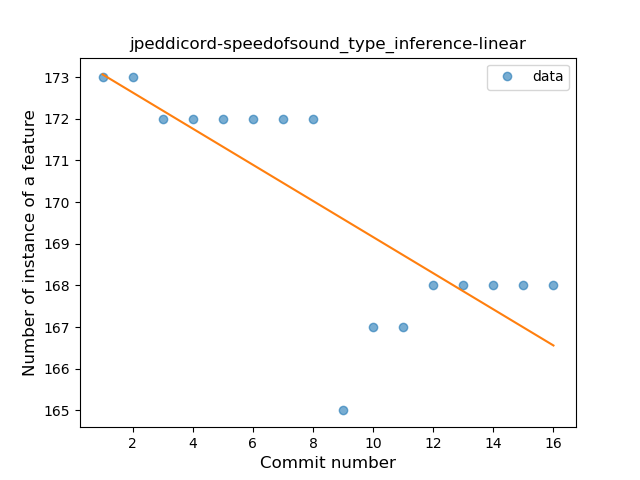 jpeddicord-speedofsound_type_inference-linear
data
173
172
171
170
169
168
167
166
165
Number of instance of a feature
2 4 6 8 10 12 14 16
Commit number